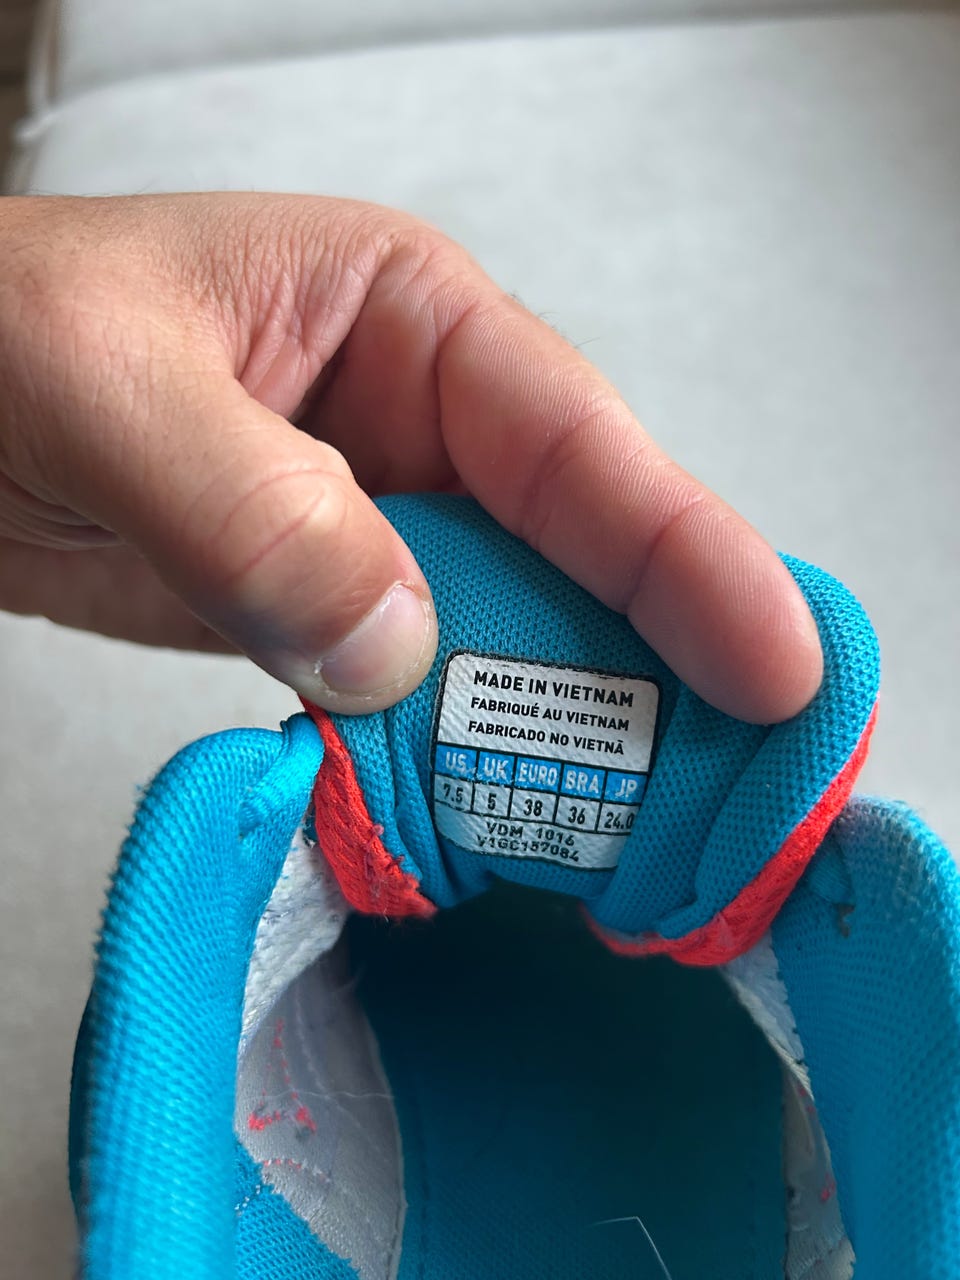 MADE IN VIETNAM
FABRIQUÉ AU VIETNAM
FABRICADO NO VIETNÃ
US UK EURO BRA JP
7.5 5 38 36 24.0
VDM 1016
V1GC157084